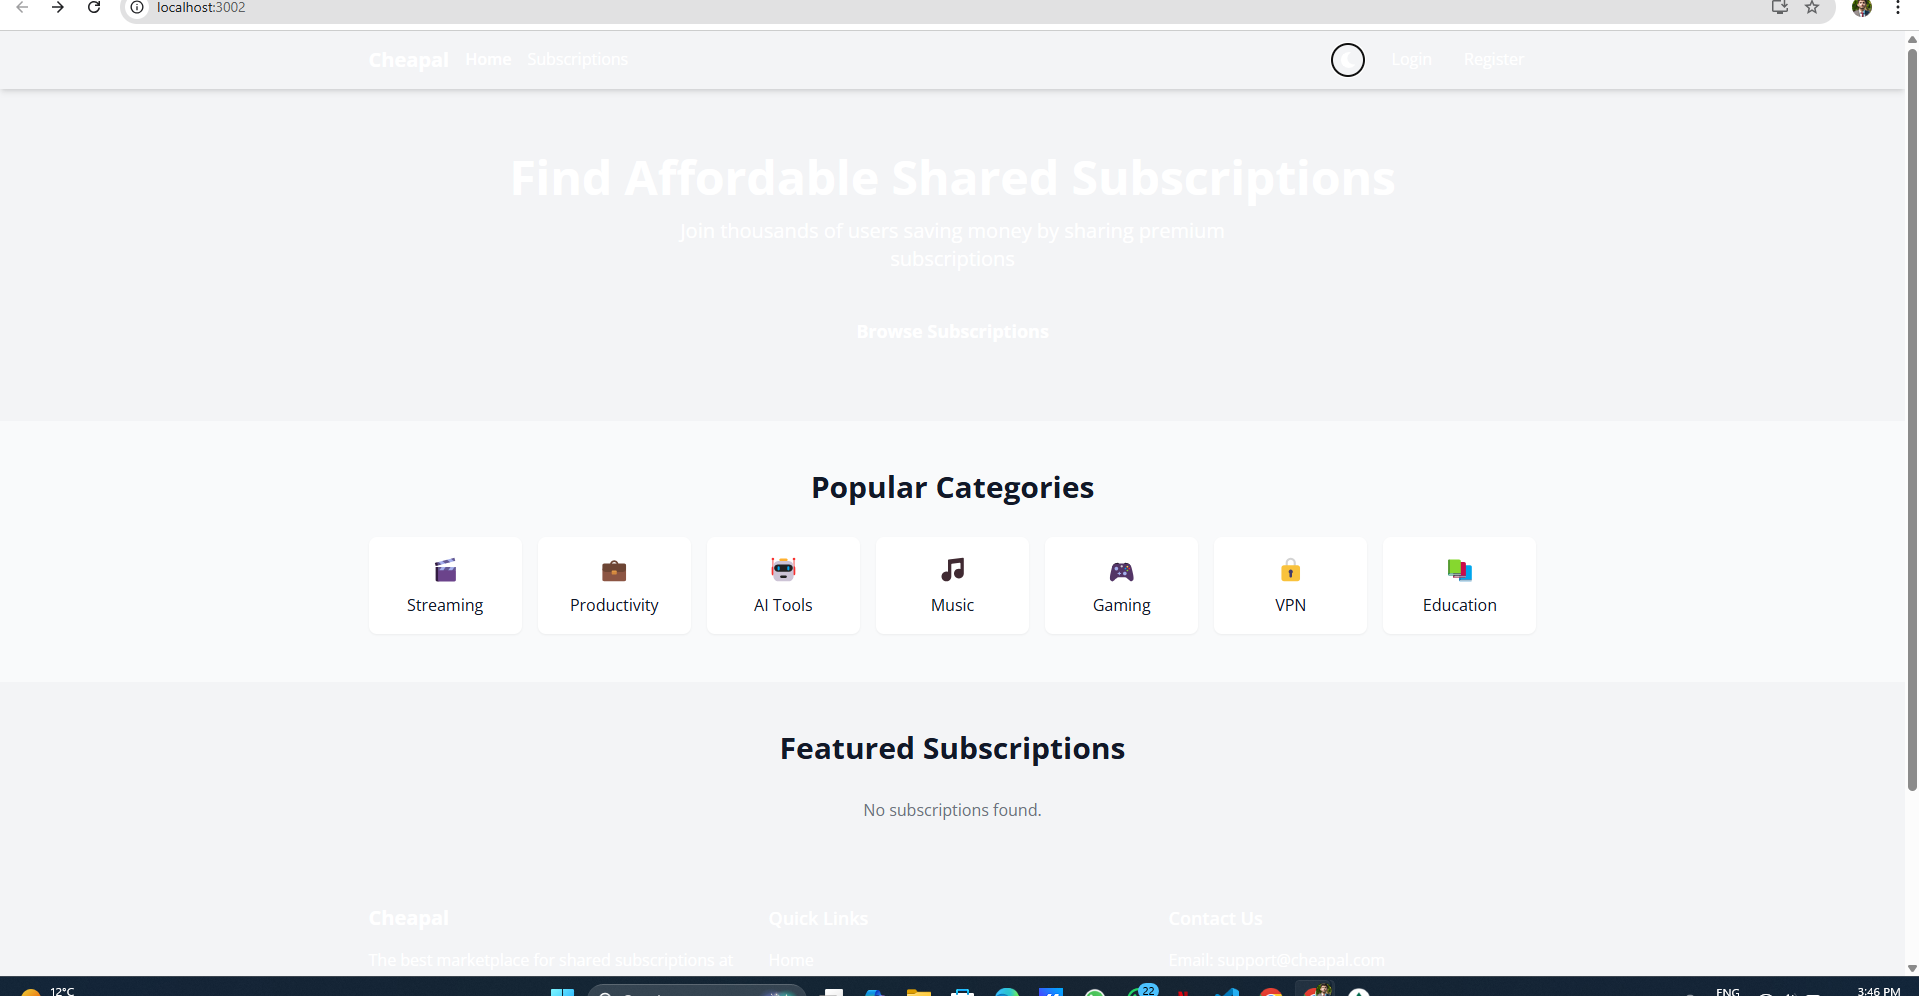 localhost:3002
Cheapal Home Subscriptions Login Register
Find Affordable Shared Subscriptions
Join thousands of users saving money by sharing premium
subscriptions
Browse Subscriptions
Popular Categories
Streaming
Productivity
AI Tools
Music
Gaming
VPN
Education
Featured Subscriptions
No subscriptions found.
Cheapal
The best marketplace for shared subscriptions at
Quick Links
Home
Contact Us
Email: support@cheapal.com
12°C
22
ENG
3:46 PM